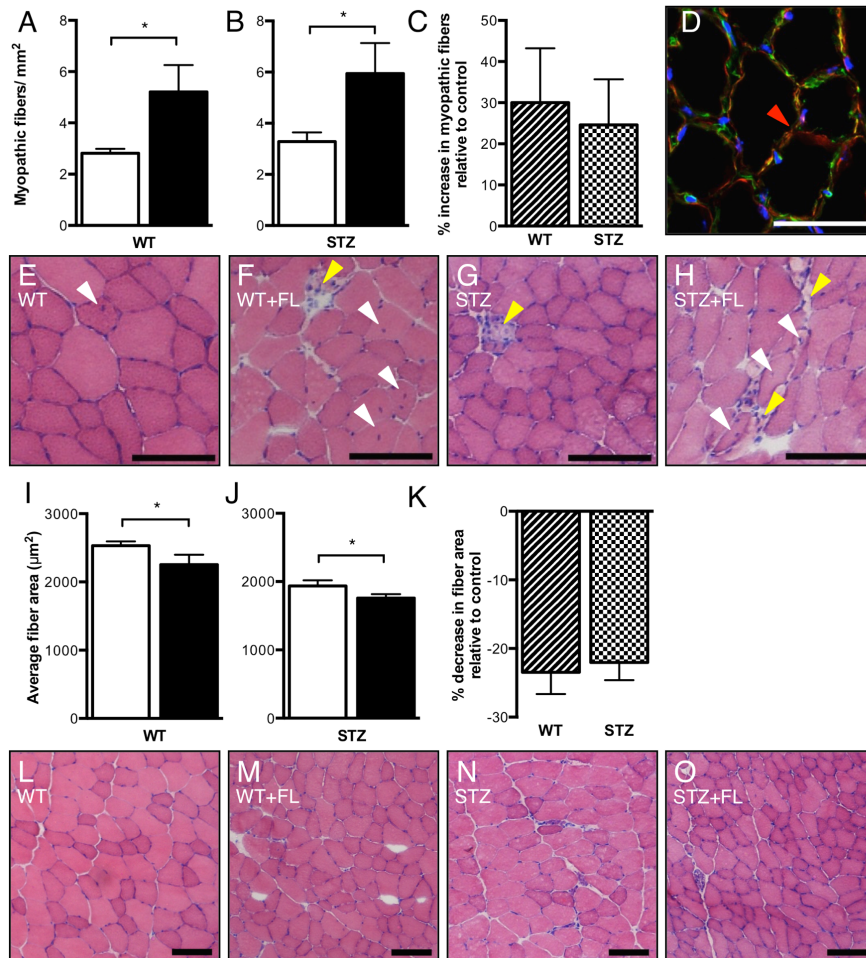 A
Myopathic fibers/ mm²
8
6
4
2
0
*
WT
B
8
6
4
2
0
*
STZ
C
% increase in myopathic fibers
relative to control
50
40
30
20
10
0
WT
STZ
D
E
WT
F
WT+FL
G
STZ
H
STZ+FL
I
Average fiber area (μm²)
3000
2000
1000
0
*
WT
J
3000
2000
1000
0
*
STZ
K
% decrease in fiber area
relative to control
0
-10
-20
-30
WT
STZ
L
WT
M
WT+FL
N
STZ
O
STZ+FL